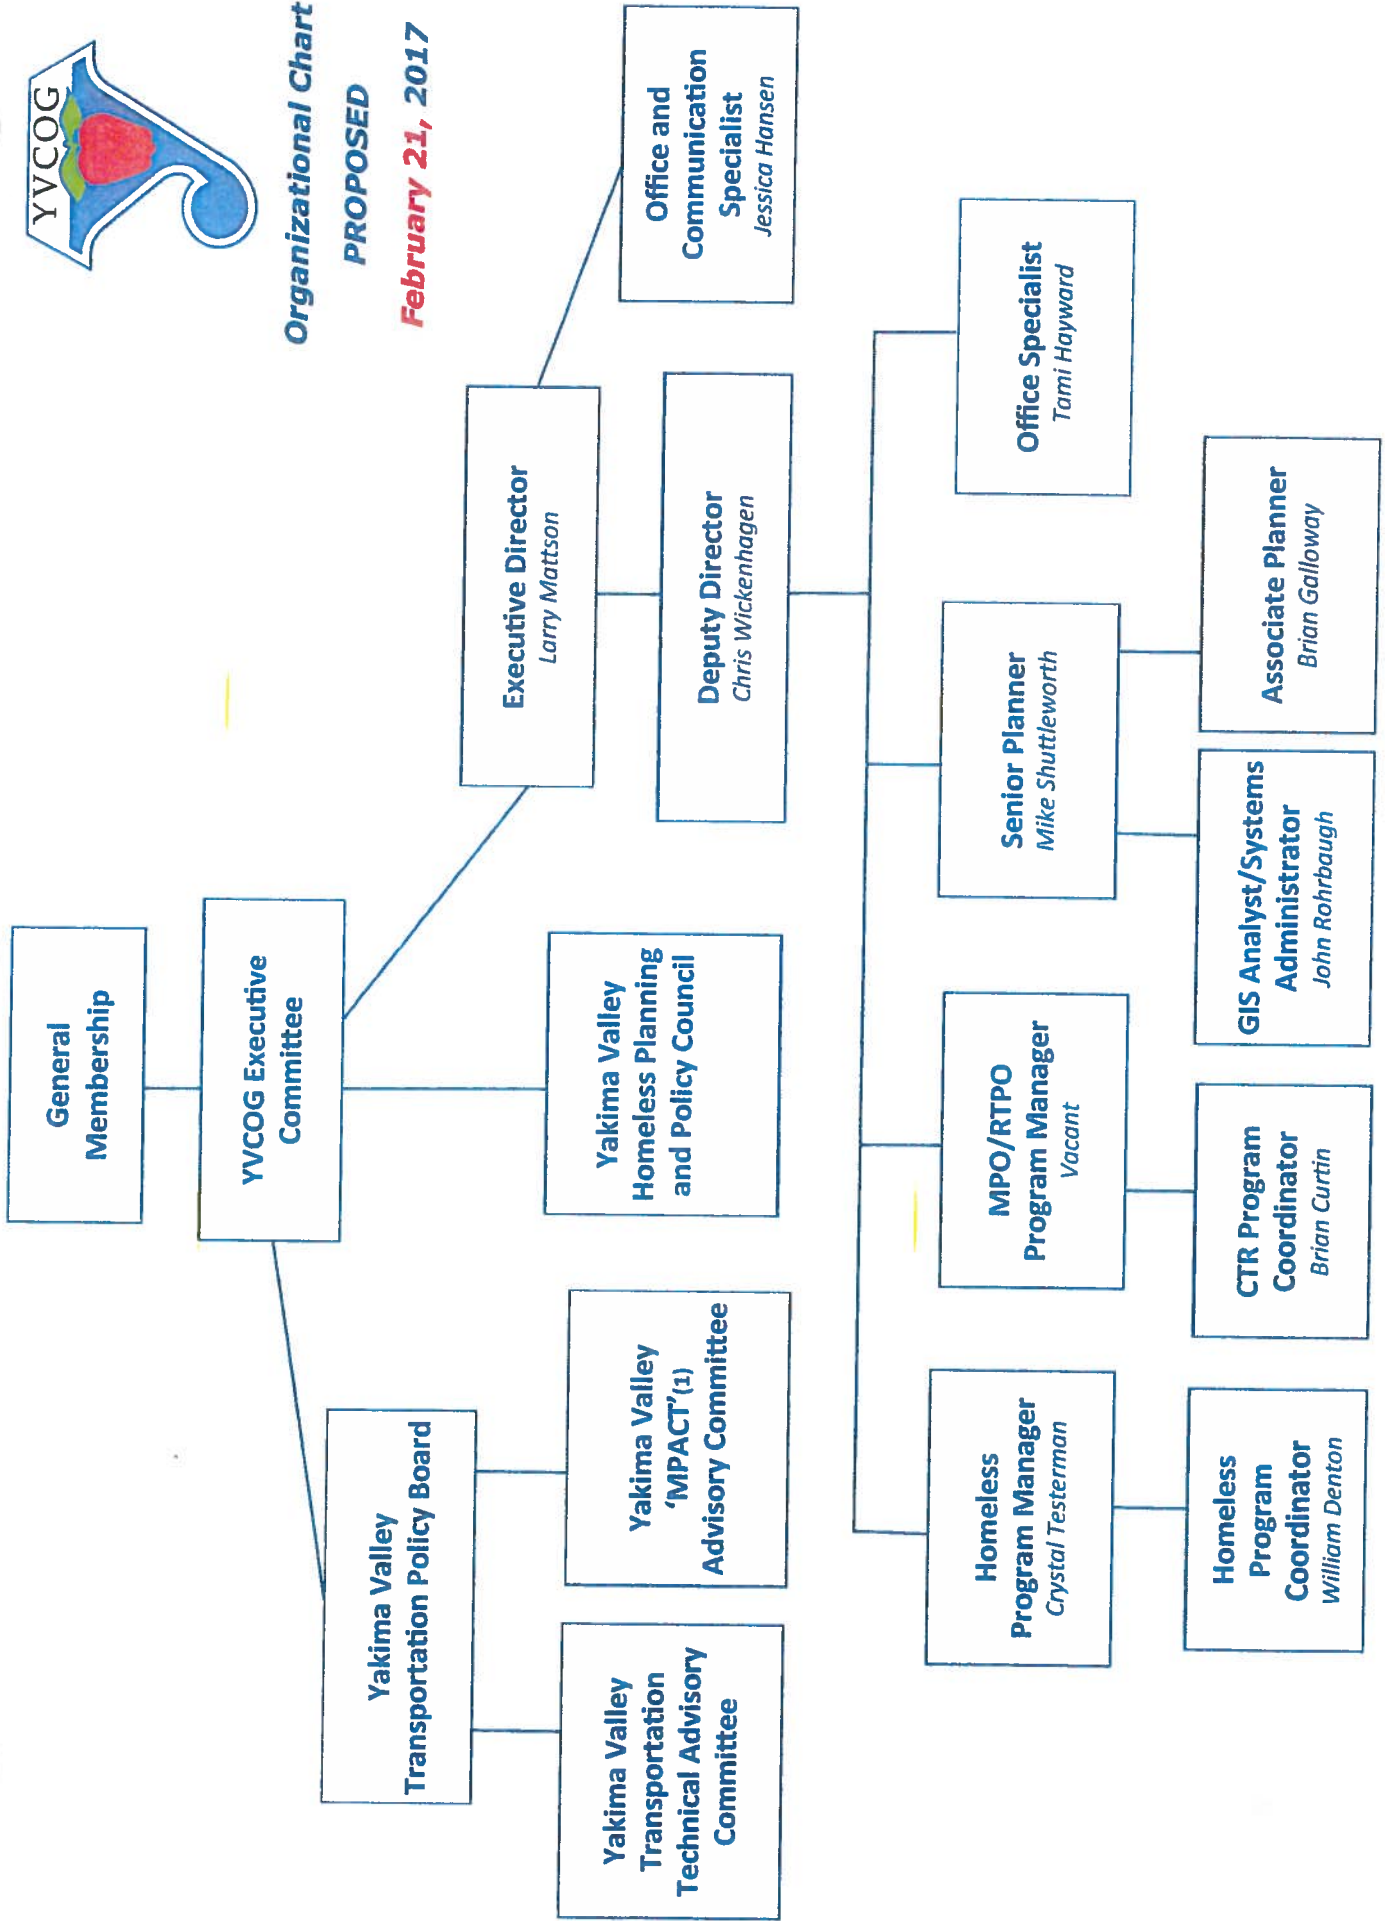 YVCOG
Organizational Chart
PROPOSED
February 21, 2017
General
Membership
YVCOG Executive
Committee
Yakima Valley
Transportation Policy Board
Executive Director
Larry Mattson
Yakima Valley
Transportation
Technical Advisory
Committee
Yakima Valley
‘MPACT’(1)
Advisory Committee
Yakima Valley
Homeless Planning
and Policy Council
Deputy Director
Chris Wickenhagen
Office and
Communication
Specialist
Jessica Hansen
Homeless
Program Manager
Crystal Testerman
MPO/RTPO
Program Manager
Vacant
Senior Planner
Mike Shuttleworth
Office Specialist
Tami Hayward
Homeless
Program
Coordinator
William Denton
CTR Program
Coordinator
Brian Curtin
GIS Analyst/Systems
Administrator
John Rohrbaugh
Associate Planner
Brian Galloway